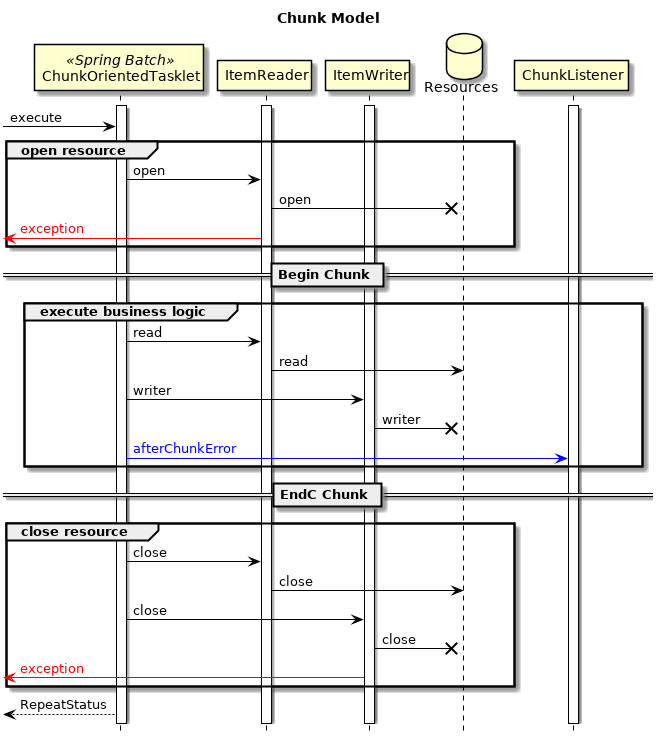 Chunk Model
«Spring Batch»
ChunkOrientedTasklet
ItemReader
ItemWriter
Resources
ChunkListener
execute
open resource
open
open
exception
Begin Chunk
execute business logic
read
read
writer
writer
afterChunkError
EndC Chunk
close resource
close
close
close
close
exception
RepeatStatus